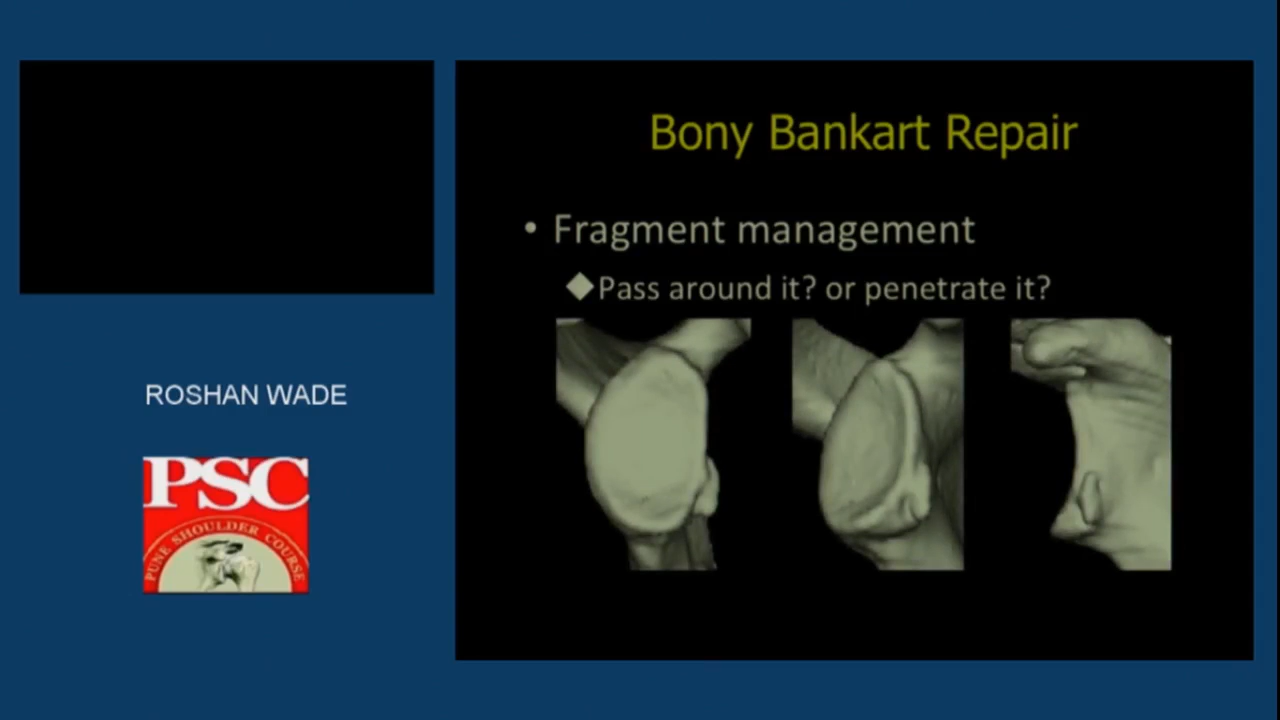 Bony Bankart Repair
• Fragment management
◆Pass around it? or penetrate it?
ROSHAN WADE
PSC
PUNE SHOULDER COURSE